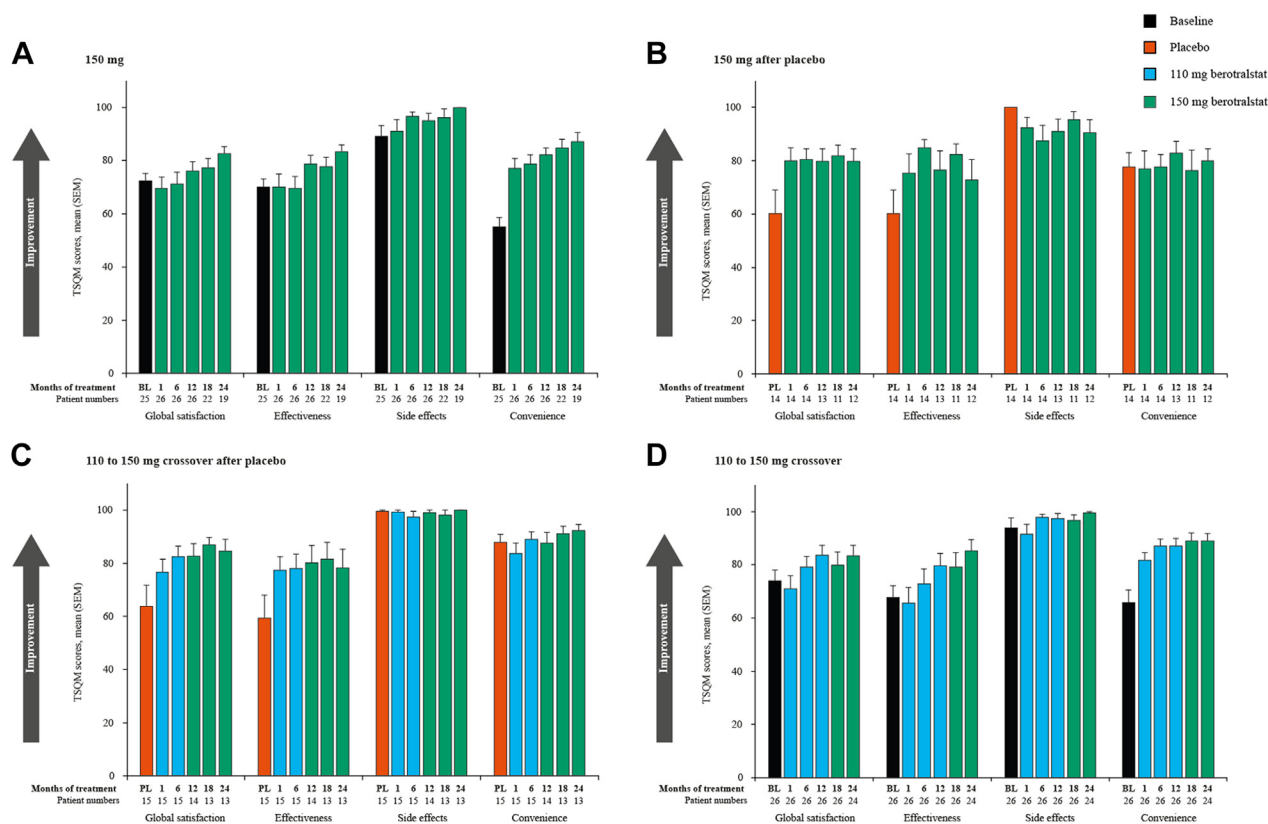 Baseline
Placebo
110 mg berotralstat
150 mg berotralstat
A
150 mg
Improvement
TSQM scores, mean (SEM)
100
80
60
40
20
0
Months of treatment BL 1 6 12 18 24 BL 1 6 12 18 24 BL 1 6 12 18 24 BL 1 6 12 18 24
Patient numbers 25 26 26 26 22 19 25 26 26 26 22 19 25 26 26 26 22 19 25 26 26 26 22 19
Global satisfaction Effectiveness Side effects Convenience
B
150 mg after placebo
Improvement
TSQM scores, mean (SEM)
100
80
60
40
20
0
Months of treatment PL 1 6 12 18 24 PL 1 6 12 18 24 PL 1 6 12 18 24 PL 1 6 12 18 24
Patient numbers 14 14 14 13 11 12 14 14 14 13 11 12 14 14 14 13 11 12 14 14 14 13 11 12
Global satisfaction Effectiveness Side effects Convenience
C
110 to 150 mg crossover after placebo
Improvement
TSQM scores, mean (SEM)
100
80
60
40
20
0
Months of treatment PL 1 6 12 18 24 PL 1 6 12 18 24 PL 1 6 12 18 24 PL 1 6 12 18 24
Patient numbers 15 15 15 14 13 13 15 15 15 14 13 13 15 15 15 14 13 13 15 15 15 14 13 13
Global satisfaction Effectiveness Side effects Convenience
D
110 to 150 mg crossover
Improvement
TSQM scores, mean (SEM)
100
80
60
40
20
0
Months of treatment BL 1 6 12 18 24 BL 1 6 12 18 24 BL 1 6 12 18 24 BL 1 6 12 18 24
Patient numbers 26 26 26 26 26 24 26 26 26 26 26 24 26 26 26 26 26 24 26 26 26 26 26 24
Global satisfaction Effectiveness Side effects Convenience